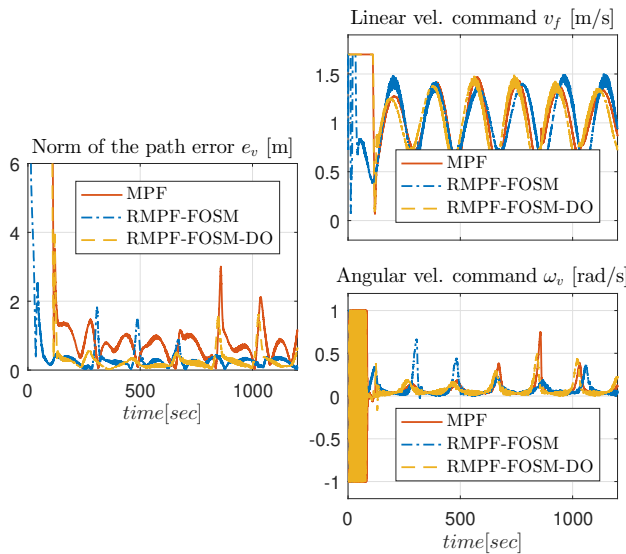 Norm of the path error e_v [m]
6
4
2
0
MPF
RMPF-FOSM
RMPF-FOSM-DO
0 500 1000
time[sec]
Linear vel. command v_f [m/s]
1.5
1
0.5
0
MPF
RMPF-FOSM
RMPF-FOSM-DO
Angular vel. command ω_v [rad/s]
1
0.5
0
-0.5
-1
MPF
RMPF-FOSM
RMPF-FOSM-DO
0 500 1000
time[sec]